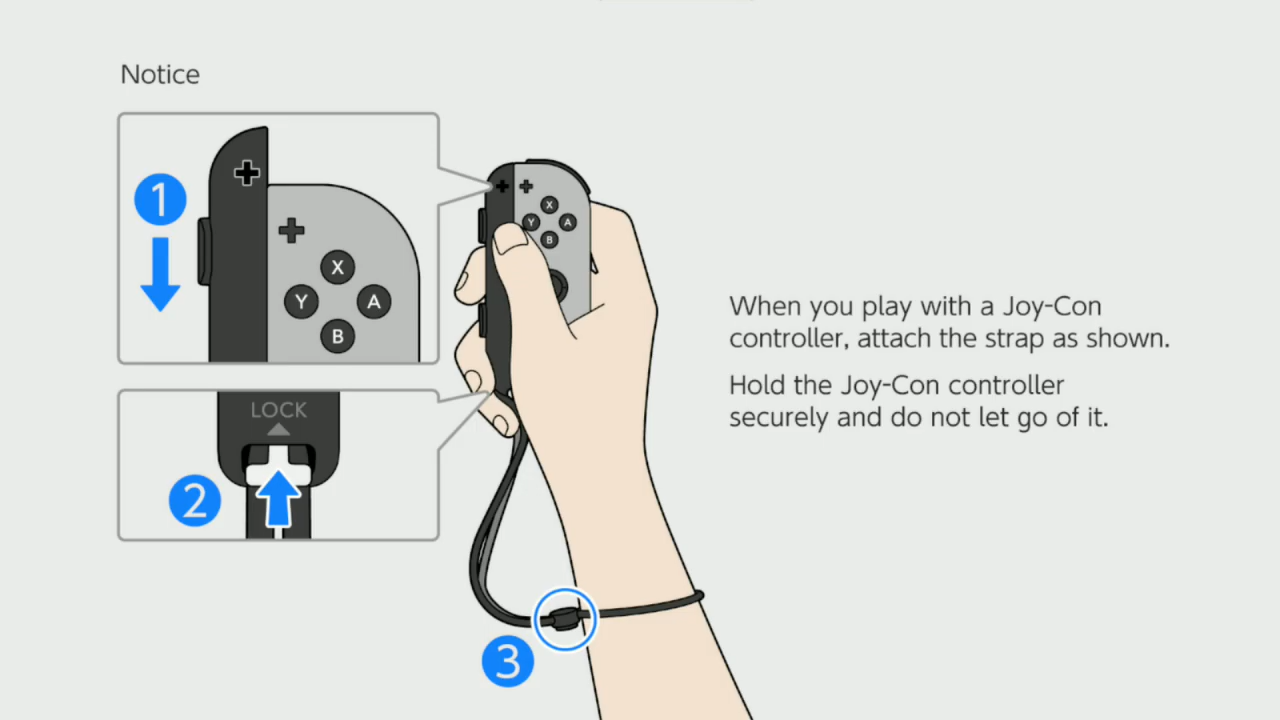 Notice
1
X
Y
A
B
X
Y
A
B
LOCK
2
3
When you play with a Joy-Con
controller, attach the strap as shown.
Hold the Joy-Con controller
securely and do not let go of it.